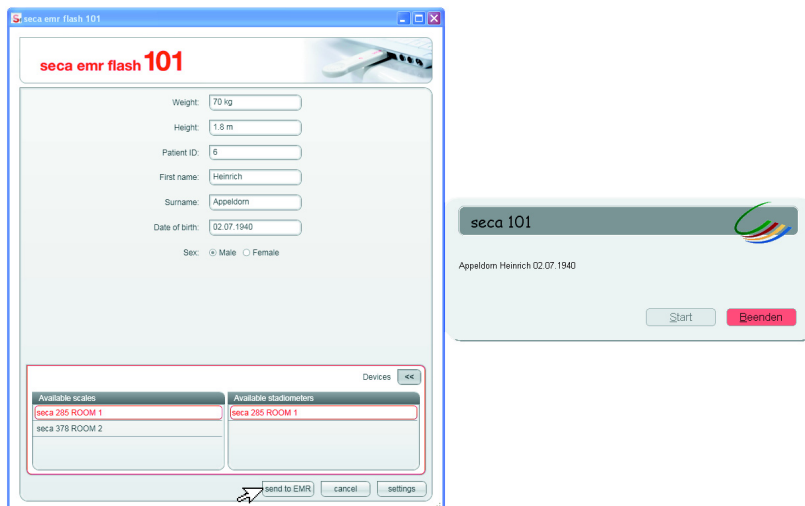 seca emr flash 101
seca emr flash 101
Weight: 70 kg
Height: 1.8 m
Patient ID: 6
First name: Heinrich
Surname: Appeldorn
Date of birth: 02.07.1940
Sex: Male Female
Devices <<
Available scales Available stadiometers
seca 285 ROOM 1 seca 285 ROOM 1
seca 378 ROOM 2
send to EMR cancel settings
seca 101
Appeldorn Heinrich 02.07.1940
Start Beenden